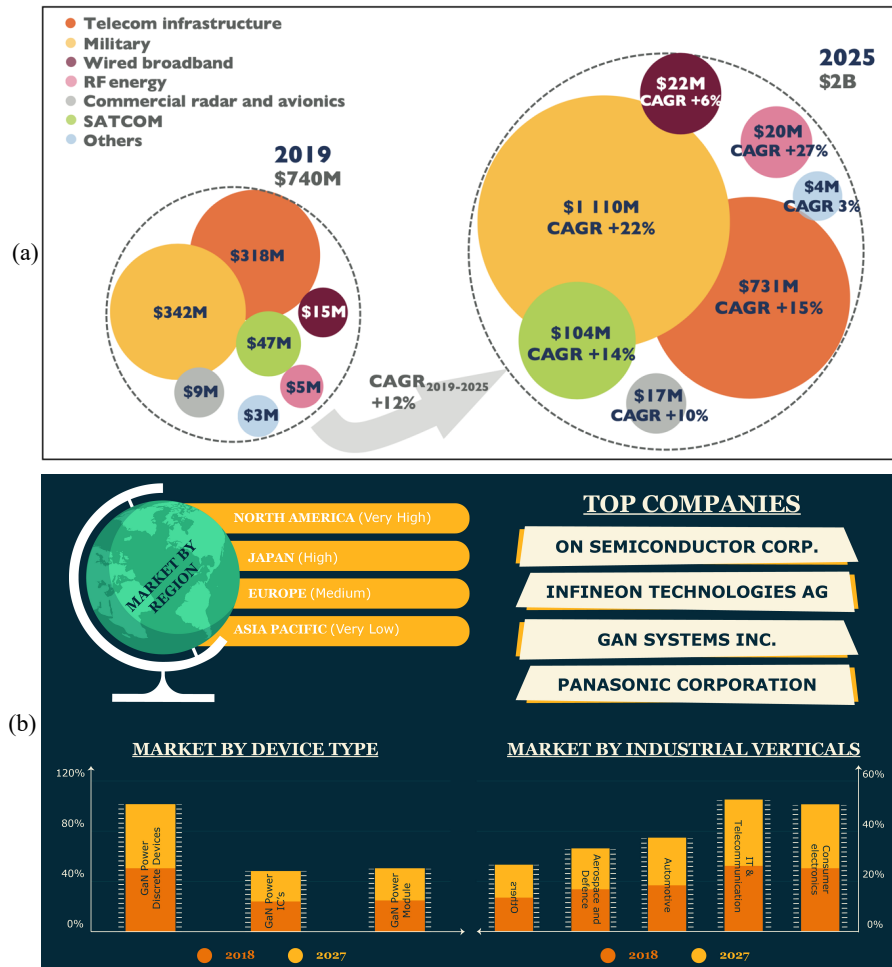 (a)
Telecom infrastructure
Military
Wired broadband
RF energy
Commercial radar and avionics
SATCOM
Others
2019
$740M
$318M
$342M
$15M
$47M
$9M
$5M
$3M
CAGR 2019-2025
+12%
2025
$2B
$22M
CAGR +6%
$20M
CAGR +27%
$4M
CAGR 3%
$1 110M
CAGR +22%
$731M
CAGR +15%
$104M
CAGR +14%
$17M
CAGR +10%
(b)
MARKET BY
REGION
NORTH AMERICA (Very High)
JAPAN (High)
EUROPE (Medium)
ASIA PACIFIC (Very Low)
TOP COMPANIES
ON SEMICONDUCTOR CORP.
INFINEON TECHNOLOGIES AG
GAN SYSTEMS INC.
PANASONIC CORPORATION
MARKET BY DEVICE TYPE
120%
80%
40%
0%
GaN Power
Discrete Devices
GaN Power
IC's
GaN Power
Module
2018
2027
MARKET BY INDUSTRIAL VERTICALS
60%
40%
20%
0%
Others
Aerospace and
Defence
Automotive
IT &
Telecommunication
Consumer
electronics
2018
2027